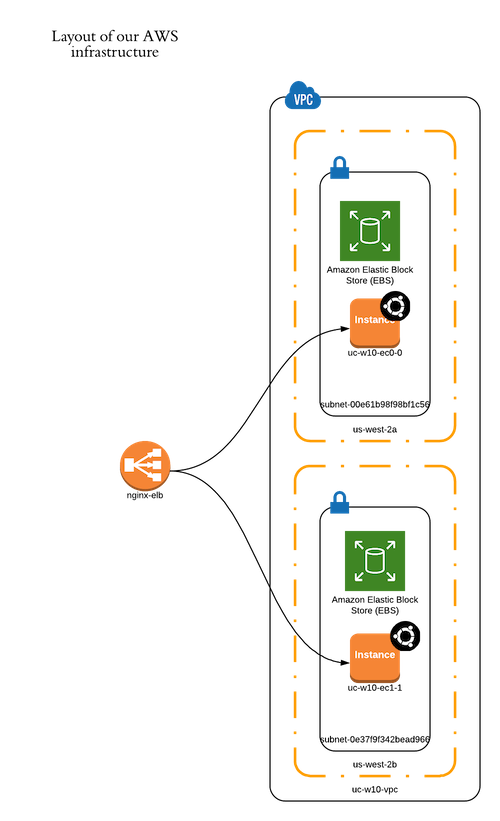 Layout of our AWS
infrastructure
VPC
Amazon Elastic Block
Store (EBS)
Instance
uc-w10-ec0-0
subnet-00e61b98f98bf1c56
us-west-2a
nginx-elb
Amazon Elastic Block
Store (EBS)
Instance
uc-w10-ec1-1
subnet-0e37f9f342bead966
us-west-2b
uc-w10-vpc